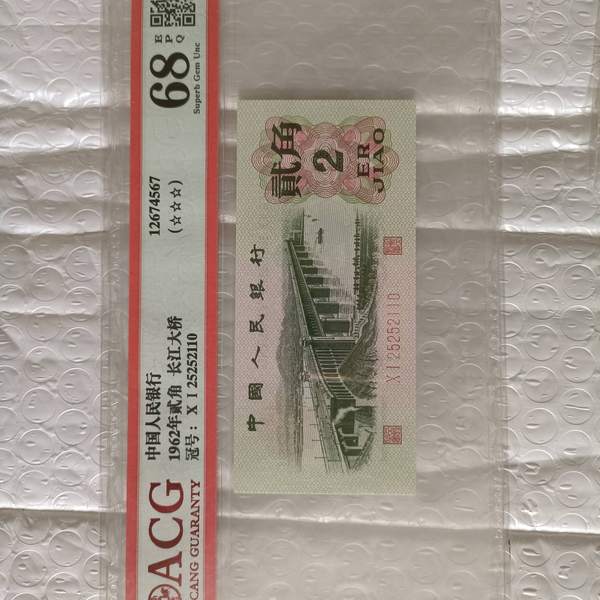 ACG
CANG GUARANTY
中国人民银行
1962年贰角 长江大桥
冠号: X I 25252110
12674567
(☆☆☆)
68
EPQ
Superb Gem Unc
中國人民銀行
贰角
2
ER
JIAO
X I 25252110